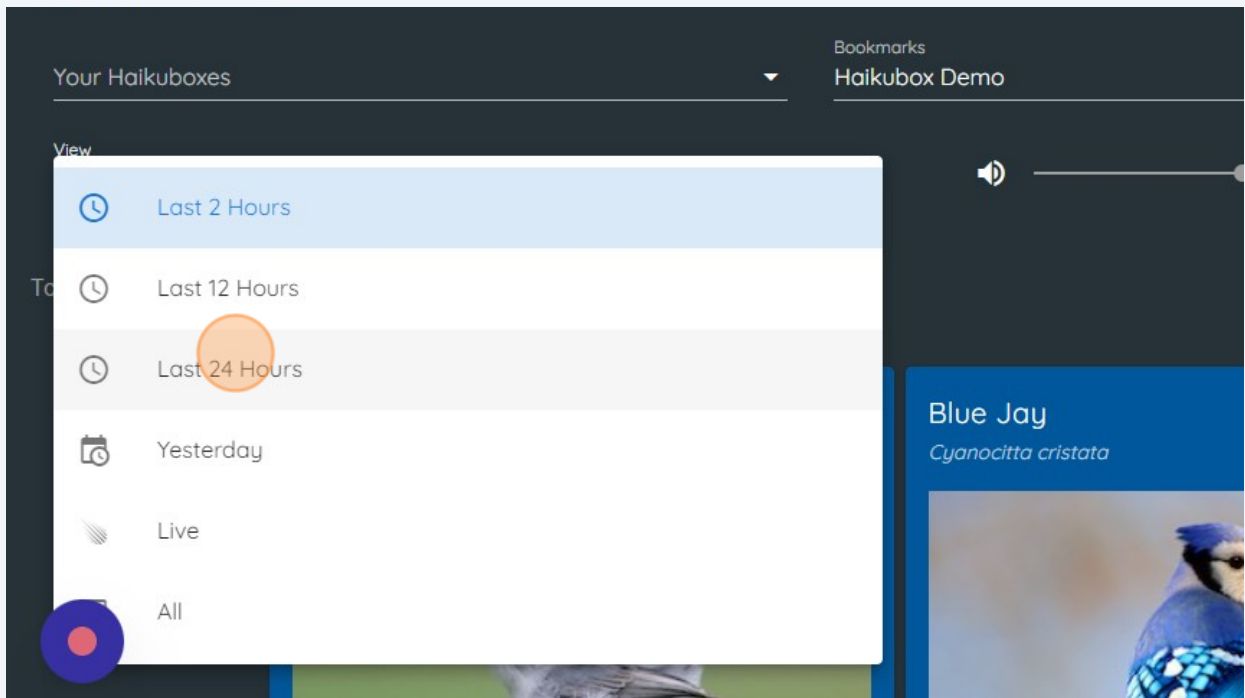 Bookmarks
Your Haikuboxes
Haikubox Demo
View
Last 2 Hours
Last 12 Hours
Last 24 Hours
Yesterday
Live
All
Blue Jay
Cyanocitta cristata